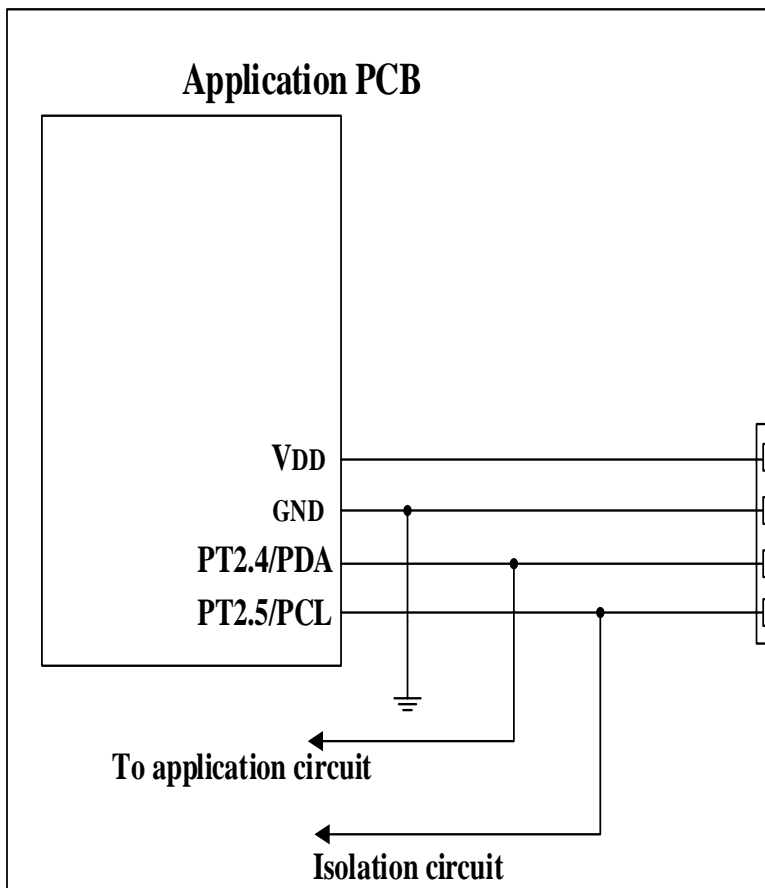 Application PCB
VDD
GND
PT2.4/PDA
PT2.5/PCL
To application circuit
Isolation circuit